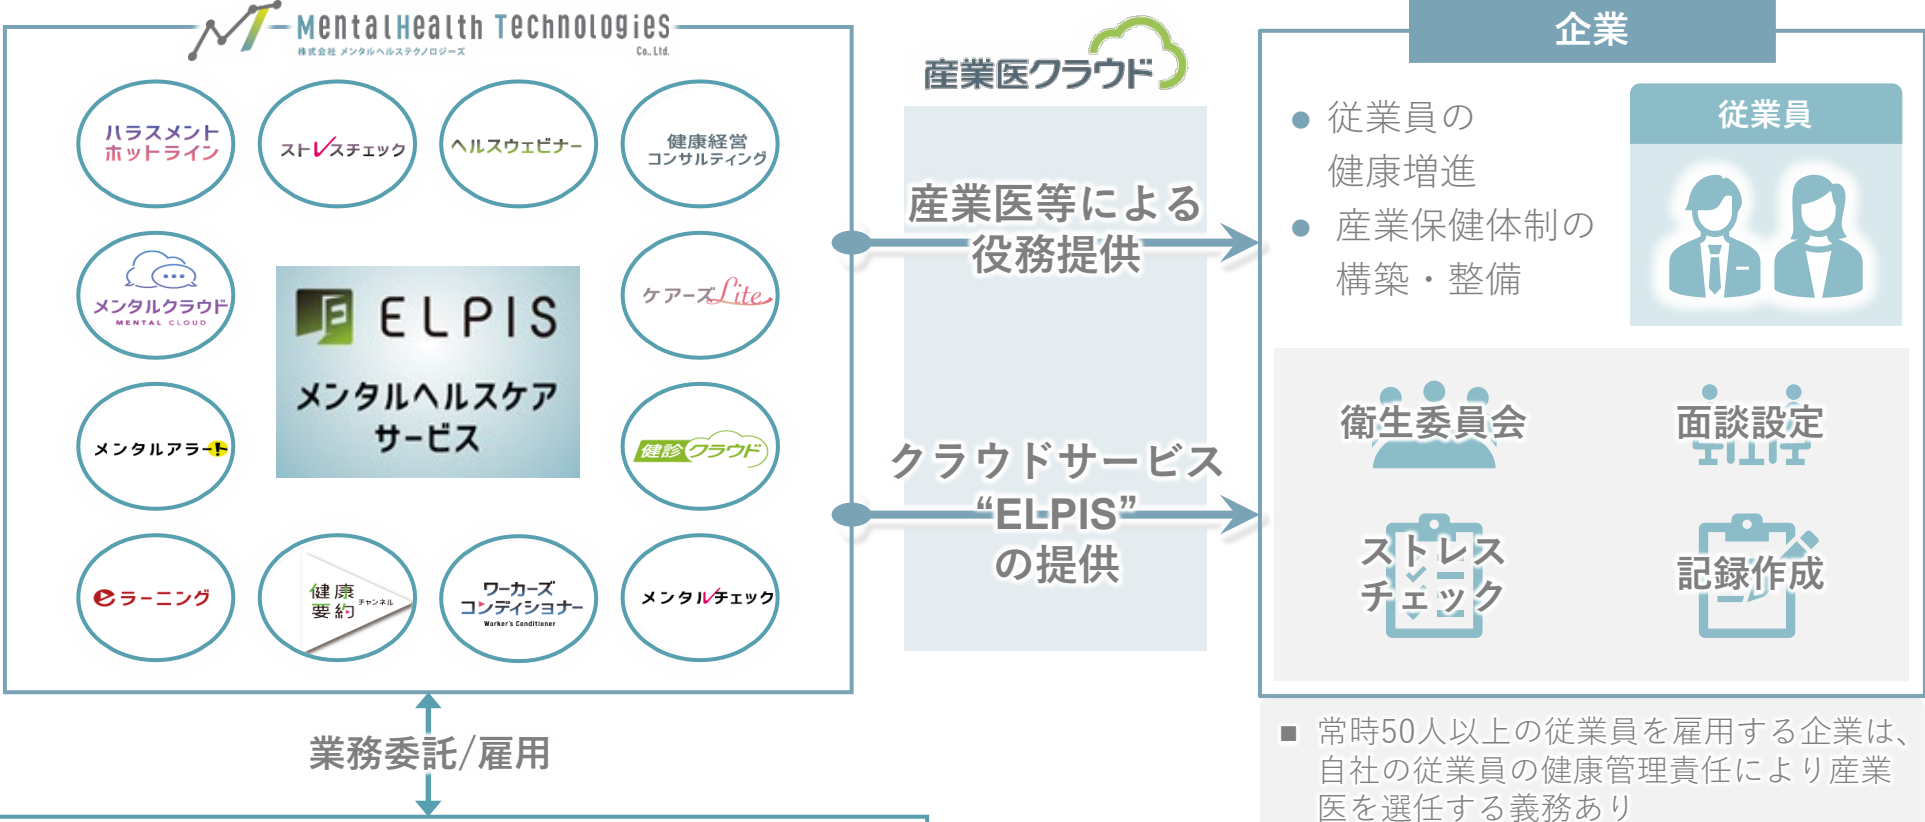 MentalHealth Technologies
株式会社 メンタルヘルステクノロジーズ
Co., Ltd.
ハラスメント
ホットライン
ストレスチェック
ヘルスウェビナー
健康経営
コンサルティング
メンタルクラウド
MENTAL CLOUD
ケアーズLite
ELPIS
メンタルヘルスケア
サービス
メンタルアラート!
健診クラウド
eラーニング
健康
要約
チャンネル
ワーカーズ
コンディショナー
Worker's Conditioner
メンタルチェック
業務委託/雇用
産業医クラウド
産業医等による
役務提供
クラウドサービス
“ELPIS”
の提供
企業
● 従業員の
健康増進
● 産業保健体制の
構築・整備
従業員
衛生委員会
面談設定
ストレス
チェック
記録作成
■ 常時50人以上の従業員を雇用する企業は、
自社の従業員の健康管理責任により産業
医を選任する義務あり